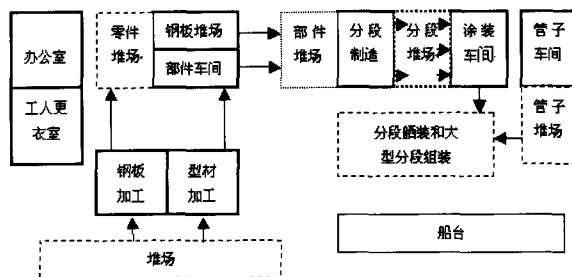 办公室
工人更
衣室
零件
堆场
钢板堆场
部件车间
部件
堆场
分段
制造
分段
堆场
涂装
车间
管子
车间
管子
堆场
分段舾装和大
型分段组装
钢板
加工
型材
加工
堆场
船台